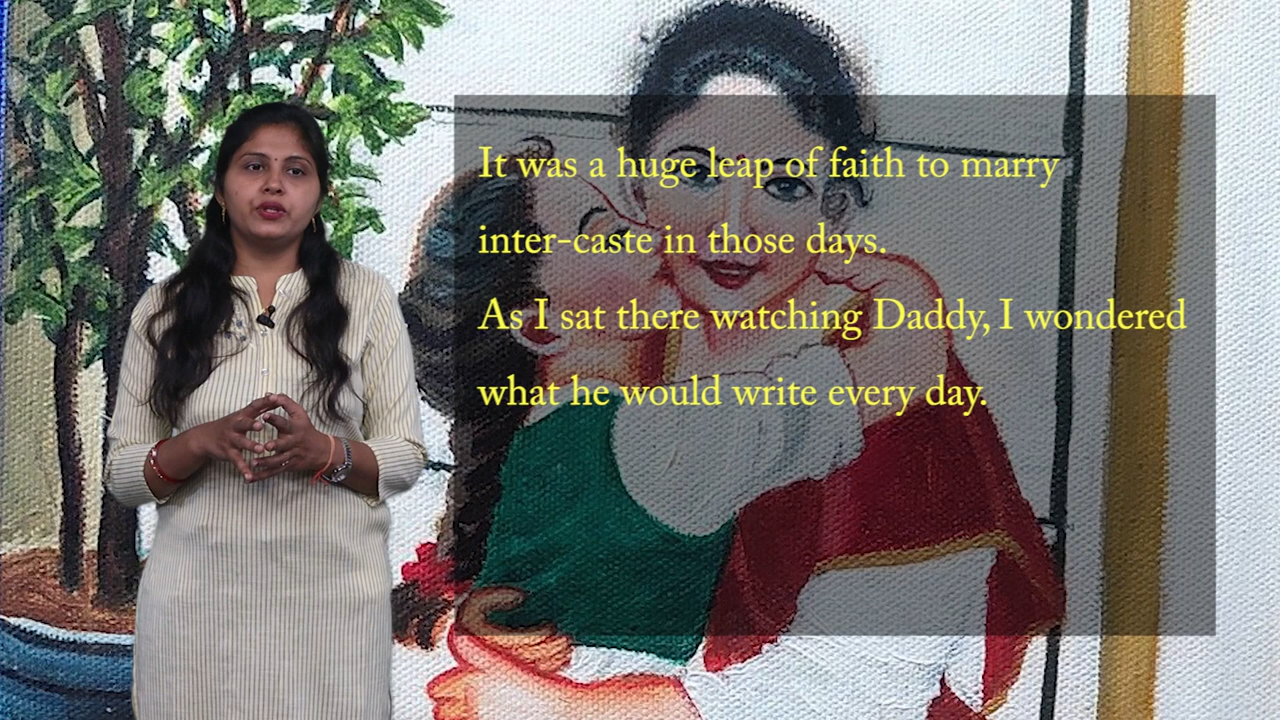 It was a huge leap of faith to marry
inter-caste in those days.
As I sat there watching Daddy, I wondered
what he would write every day.